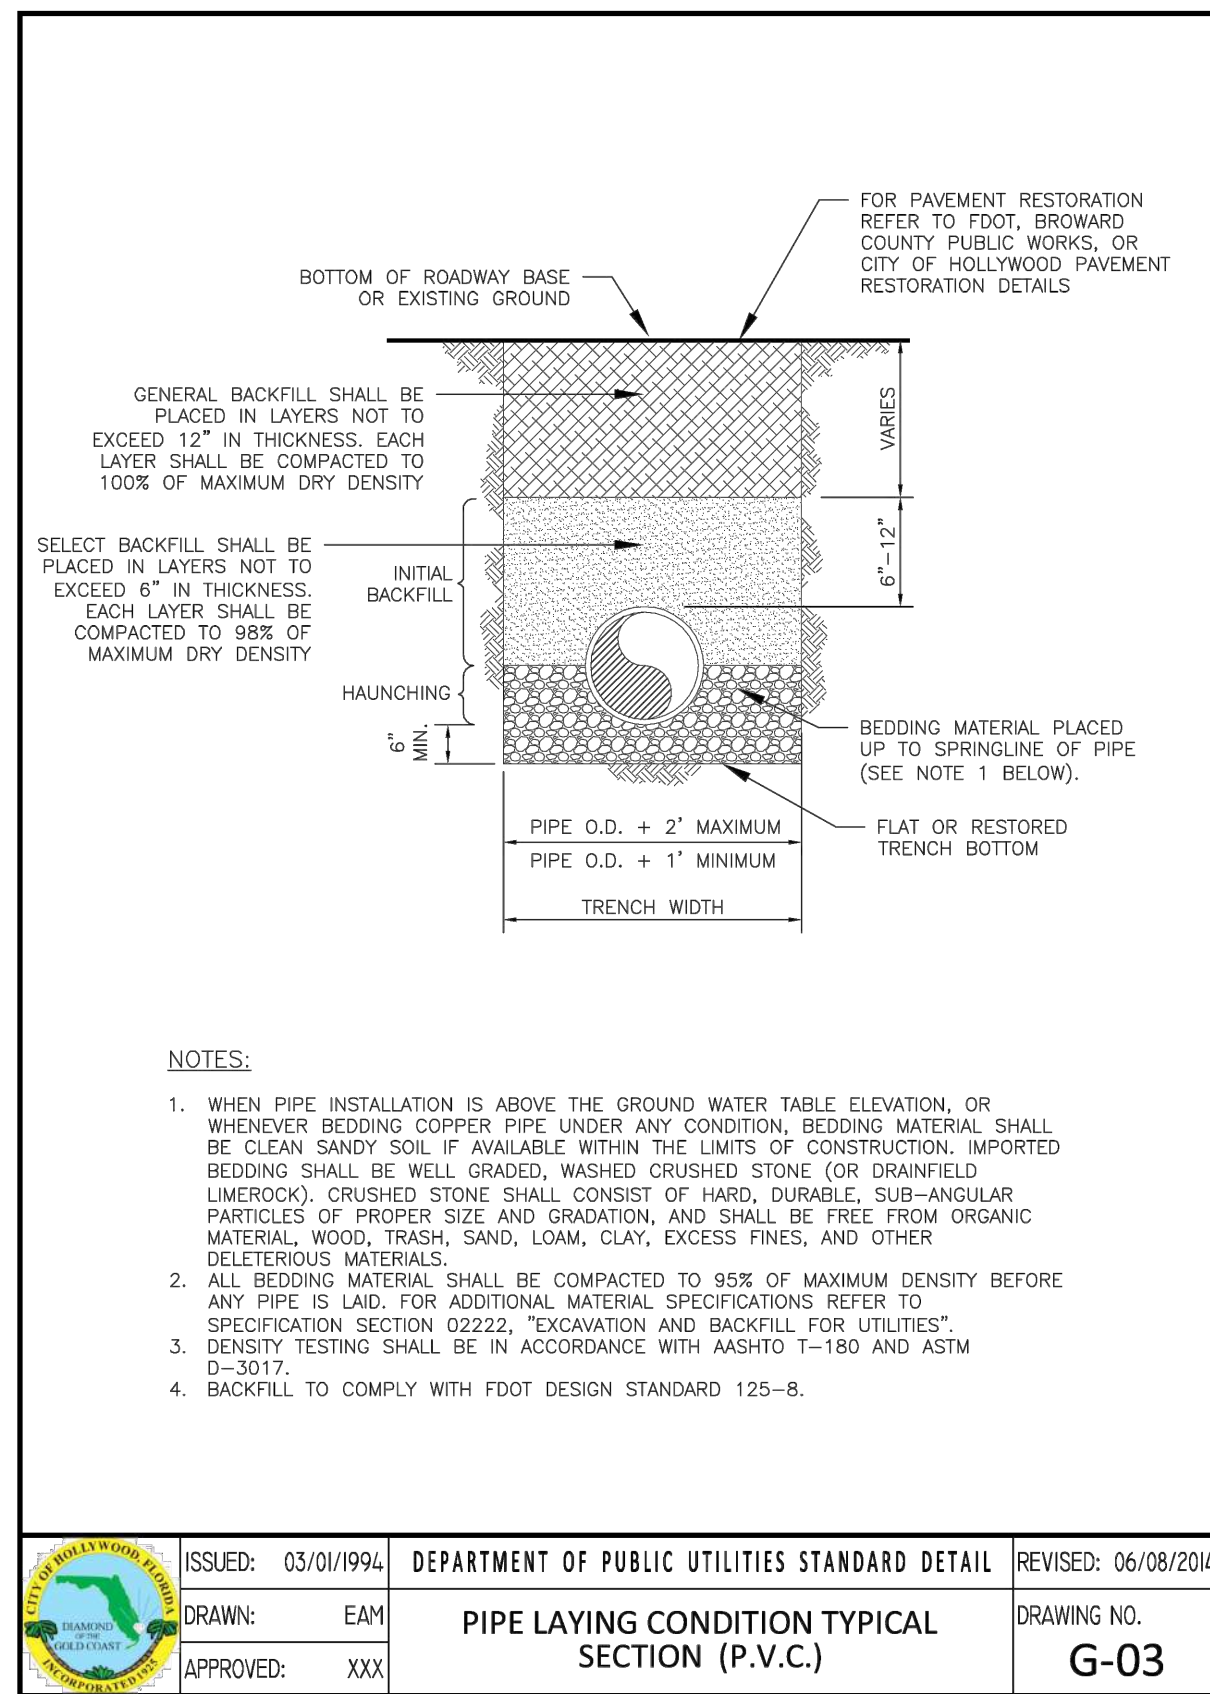 FOR PAVEMENT RESTORATION
REFER TO FDOT, BROWARD
COUNTY PUBLIC WORKS, OR
CITY OF HOLLYWOOD PAVEMENT
RESTORATION DETAILS
BOTTOM OF ROADWAY BASE
OR EXISTING GROUND
GENERAL BACKFILL SHALL BE
PLACED IN LAYERS NOT TO
EXCEED 12" IN THICKNESS. EACH
LAYER SHALL BE COMPACTED TO
100% OF MAXIMUM DRY DENSITY
VARIES
SELECT BACKFILL SHALL BE
PLACED IN LAYERS NOT TO
EXCEED 6" IN THICKNESS.
EACH LAYER SHALL BE
COMPACTED TO 98% OF
MAXIMUM DRY DENSITY
INITIAL
BACKFILL
6"-12"
HAUNCHING
6"
MIN.
BEDDING MATERIAL PLACED
UP TO SPRINGLINE OF PIPE
(SEE NOTE 1 BELOW).
FLAT OR RESTORED
TRENCH BOTTOM
PIPE O.D. + 2' MAXIMUM
PIPE O.D. + 1' MINIMUM
TRENCH WIDTH
NOTES:
1. WHEN PIPE INSTALLATION IS ABOVE THE GROUND WATER TABLE ELEVATION, OR
WHENEVER BEDDING COPPER PIPE UNDER ANY CONDITION, BEDDING MATERIAL SHALL
BE CLEAN SANDY SOIL IF AVAILABLE WITHIN THE LIMITS OF CONSTRUCTION. IMPORTED
BEDDING SHALL BE WELL GRADED, WASHED CRUSHED STONE (OR DRAINFIELD
LIMEROCK). CRUSHED STONE SHALL CONSIST OF HARD, DURABLE, SUB-ANGULAR
PARTICLES OF PROPER SIZE AND GRADATION, AND SHALL BE FREE FROM ORGANIC
MATERIAL, WOOD, TRASH, SAND, LOAM, CLAY, EXCESS FINES, AND OTHER
DELETERIOUS MATERIALS.
2. ALL BEDDING MATERIAL SHALL BE COMPACTED TO 95% OF MAXIMUM DENSITY BEFORE
ANY PIPE IS LAID. FOR ADDITIONAL MATERIAL SPECIFICATIONS REFER TO
SPECIFICATION SECTION 02222, "EXCAVATION AND BACKFILL FOR UTILITIES".
3. DENSITY TESTING SHALL BE IN ACCORDANCE WITH AASHTO T-180 AND ASTM
D-3017.
4. BACKFILL TO COMPLY WITH FDOT DESIGN STANDARD 125-8.
CITY OF HOLLYWOOD, FLORIDA
DIAMOND
OF THE
GOLD COAST
INCORPORATED 1925
ISSUED: 03/01/1994
DRAWN: EAM
APPROVED: XXX
DEPARTMENT OF PUBLIC UTILITIES STANDARD DETAIL
PIPE LAYING CONDITION TYPICAL
SECTION (P.V.C.)
REVISED: 06/08/2014
DRAWING NO.
G-03